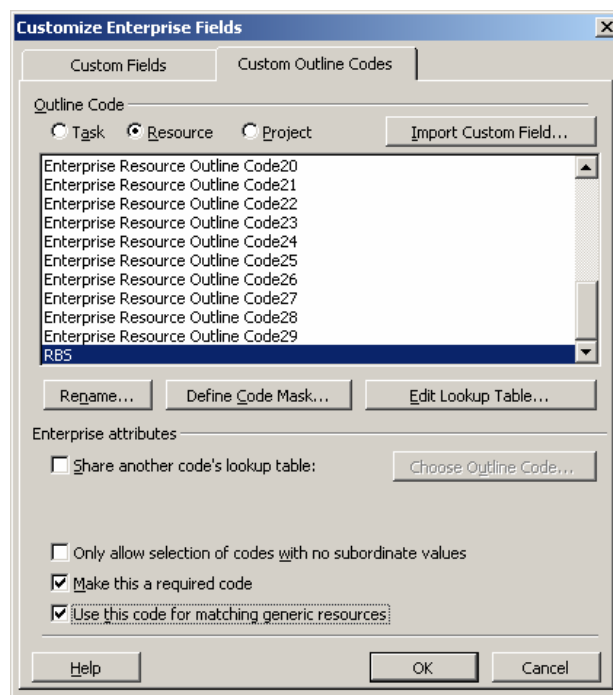 Customize Enterprise Fields
Custom Fields
Custom Outline Codes
Outline Code
Task
Resource
Project
Import Custom Field...
Enterprise Resource Outline Code20
Enterprise Resource Outline Code21
Enterprise Resource Outline Code22
Enterprise Resource Outline Code23
Enterprise Resource Outline Code24
Enterprise Resource Outline Code25
Enterprise Resource Outline Code26
Enterprise Resource Outline Code27
Enterprise Resource Outline Code28
Enterprise Resource Outline Code29
RBS
Rename...
Define Code Mask...
Edit Lookup Table...
Enterprise attributes
Share another code's lookup table:
Choose Outline Code...
Only allow selection of codes with no subordinate values
Make this a required code
Use this code for matching generic resources
Help
OK
Cancel